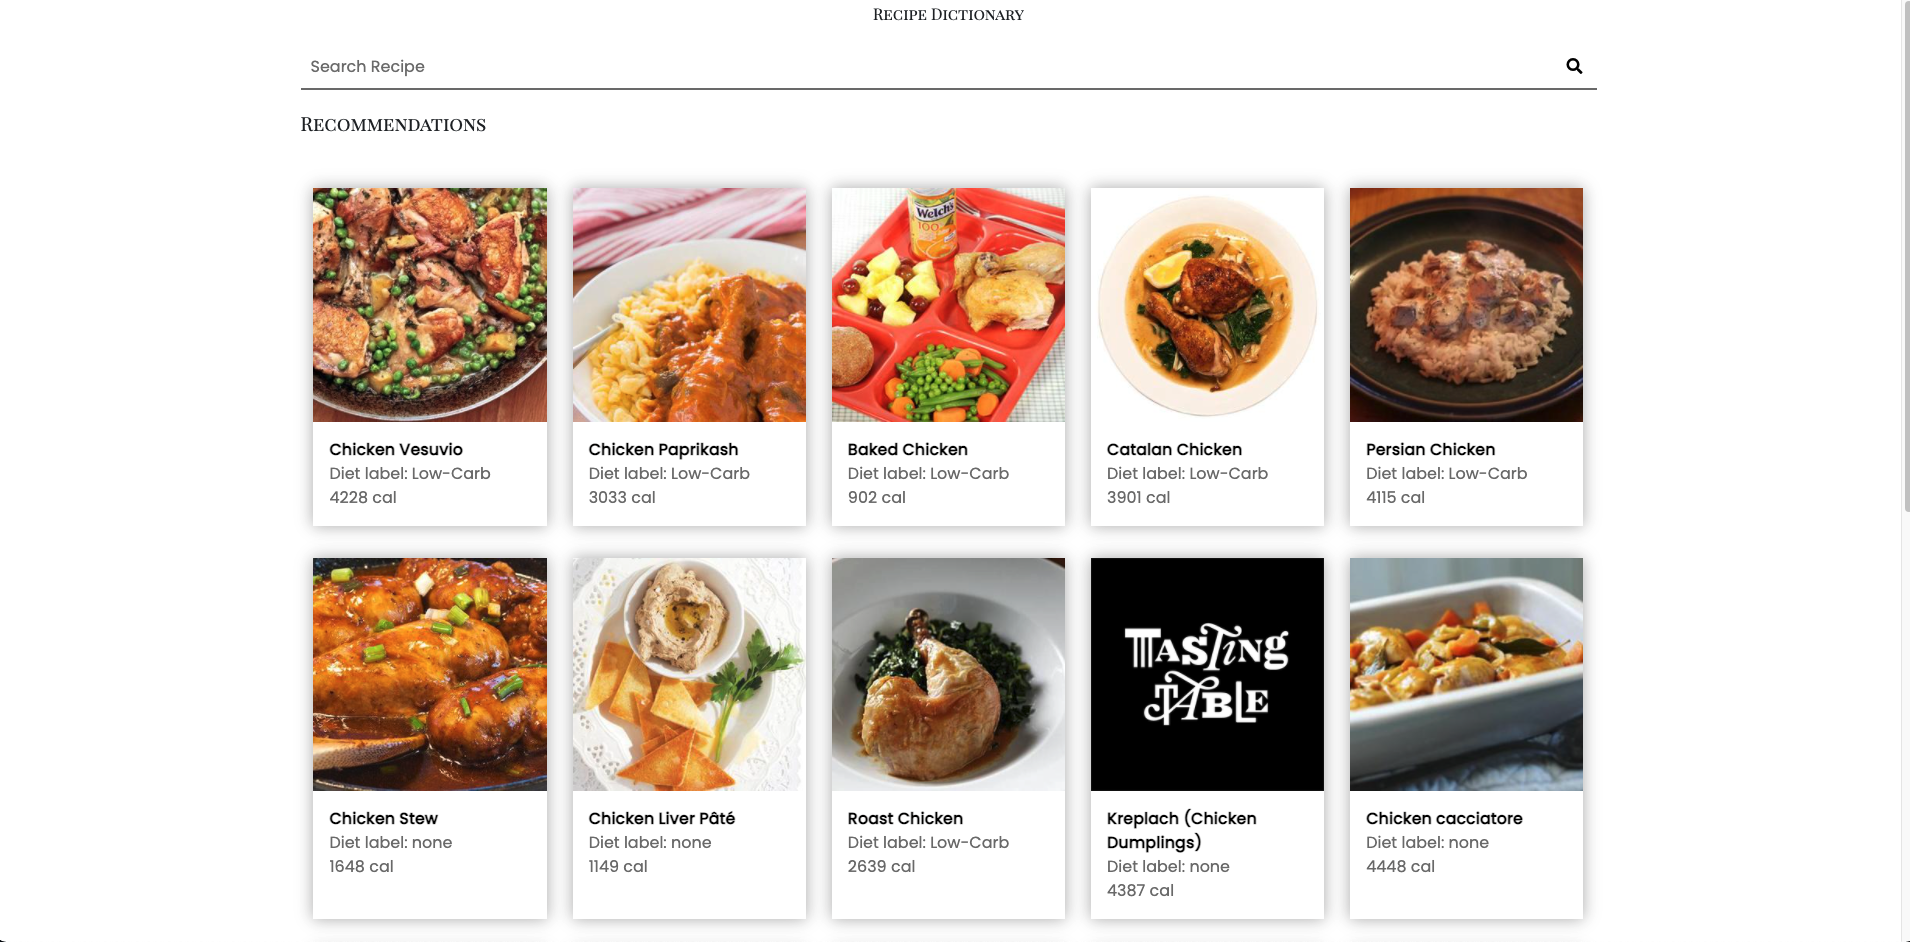 Recipe Dictionary
Search Recipe
Recommendations
Welch's
100%
Chicken Vesuvio
Diet label: Low-Carb
4228 cal
Chicken Paprikash
Diet label: Low-Carb
3033 cal
Baked Chicken
Diet label: Low-Carb
902 cal
Catalan Chicken
Diet label: Low-Carb
3901 cal
Persian Chicken
Diet label: Low-Carb
4115 cal
TASTiNg
TABLE
Chicken Stew
Diet label: none
1648 cal
Chicken Liver Pâté
Diet label: none
1149 cal
Roast Chicken
Diet label: Low-Carb
2639 cal
Kreplach (Chicken
Dumplings)
Diet label: none
4387 cal
Chicken cacciatore
Diet label: none
4448 cal